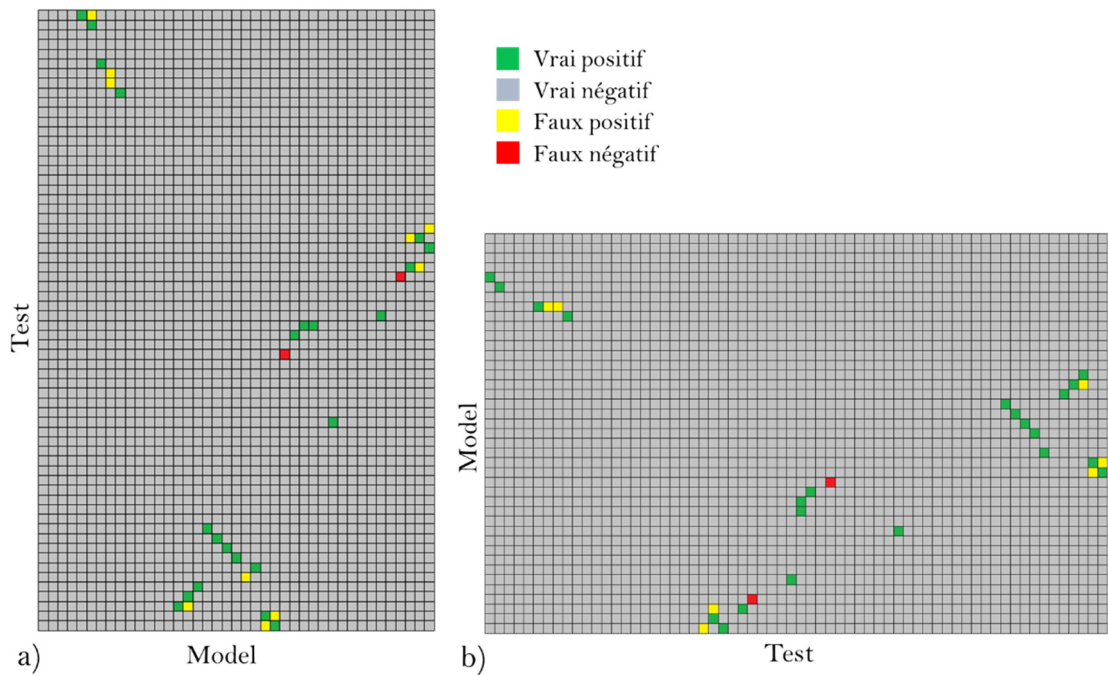 Vrai positif
Vrai négatif
Faux positif
Faux négatif
Test
Model
a)
Model
Test
b)